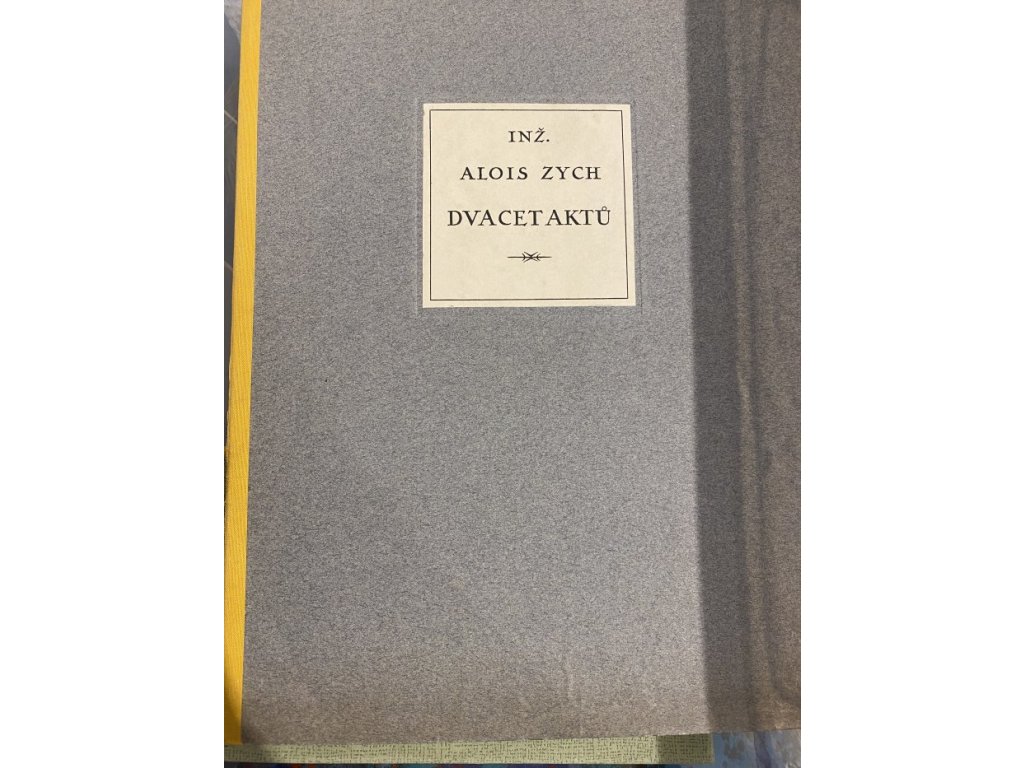 INŽ.
ALOIS ZYCH
DVACET AKTŮ